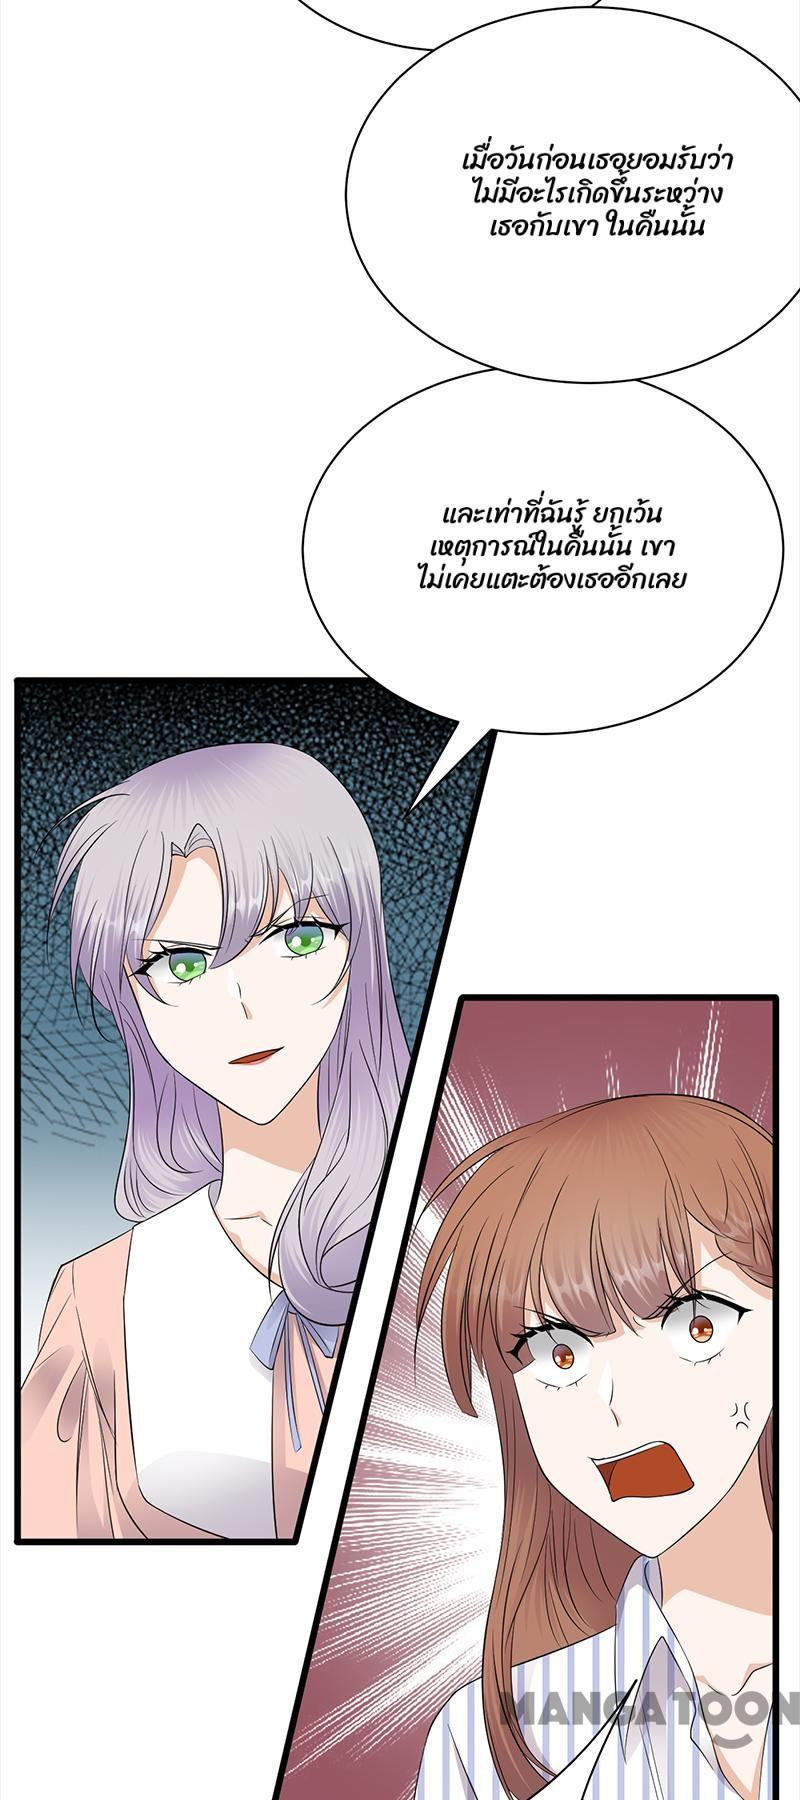 เมื่อวันก่อนเธอยอมรับว่า
ไม่มีอะไรเกิดขึ้นระหว่าง
เธอกับเขา ในคืนนั้น
และเท่าที่ฉันรู้ ยกเว้น
เหตุการณ์ในคืนนั้น เขา
ไม่เคยแตะต้องเธออีกเลย
MANGATOON